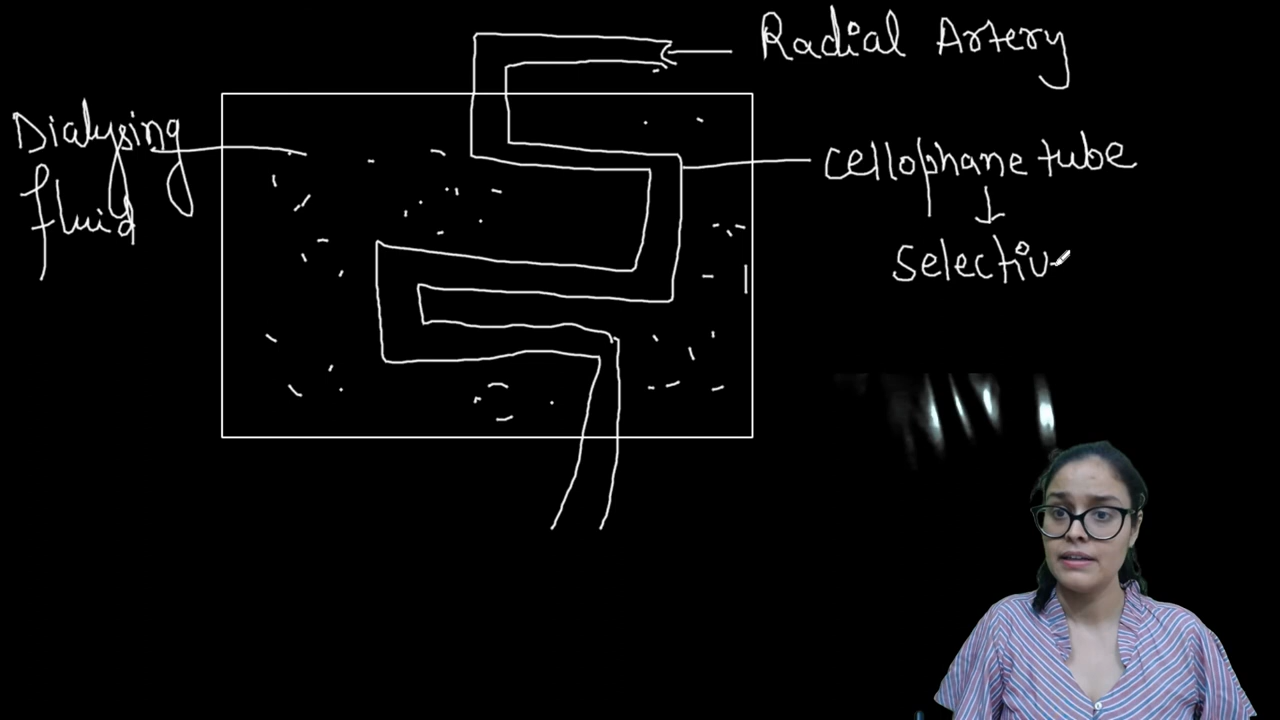 Radial Artery
Dialysing
fluid
cellophane tube
selectiv